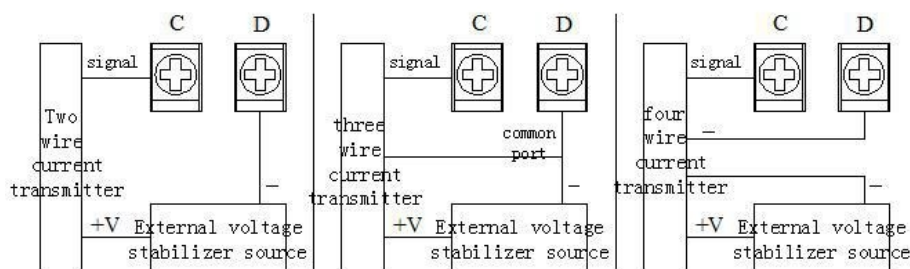 C
D
signal
Two
wire
current
transmitter
−
+V
External voltage
stabilizer source
C
D
signal
three
wire
current
transmitter
common
port
−
+V
External voltage
stabilizer source
C
D
signal
four
wire
current
transmitter
−
−
+V
External voltage
stabilizer source